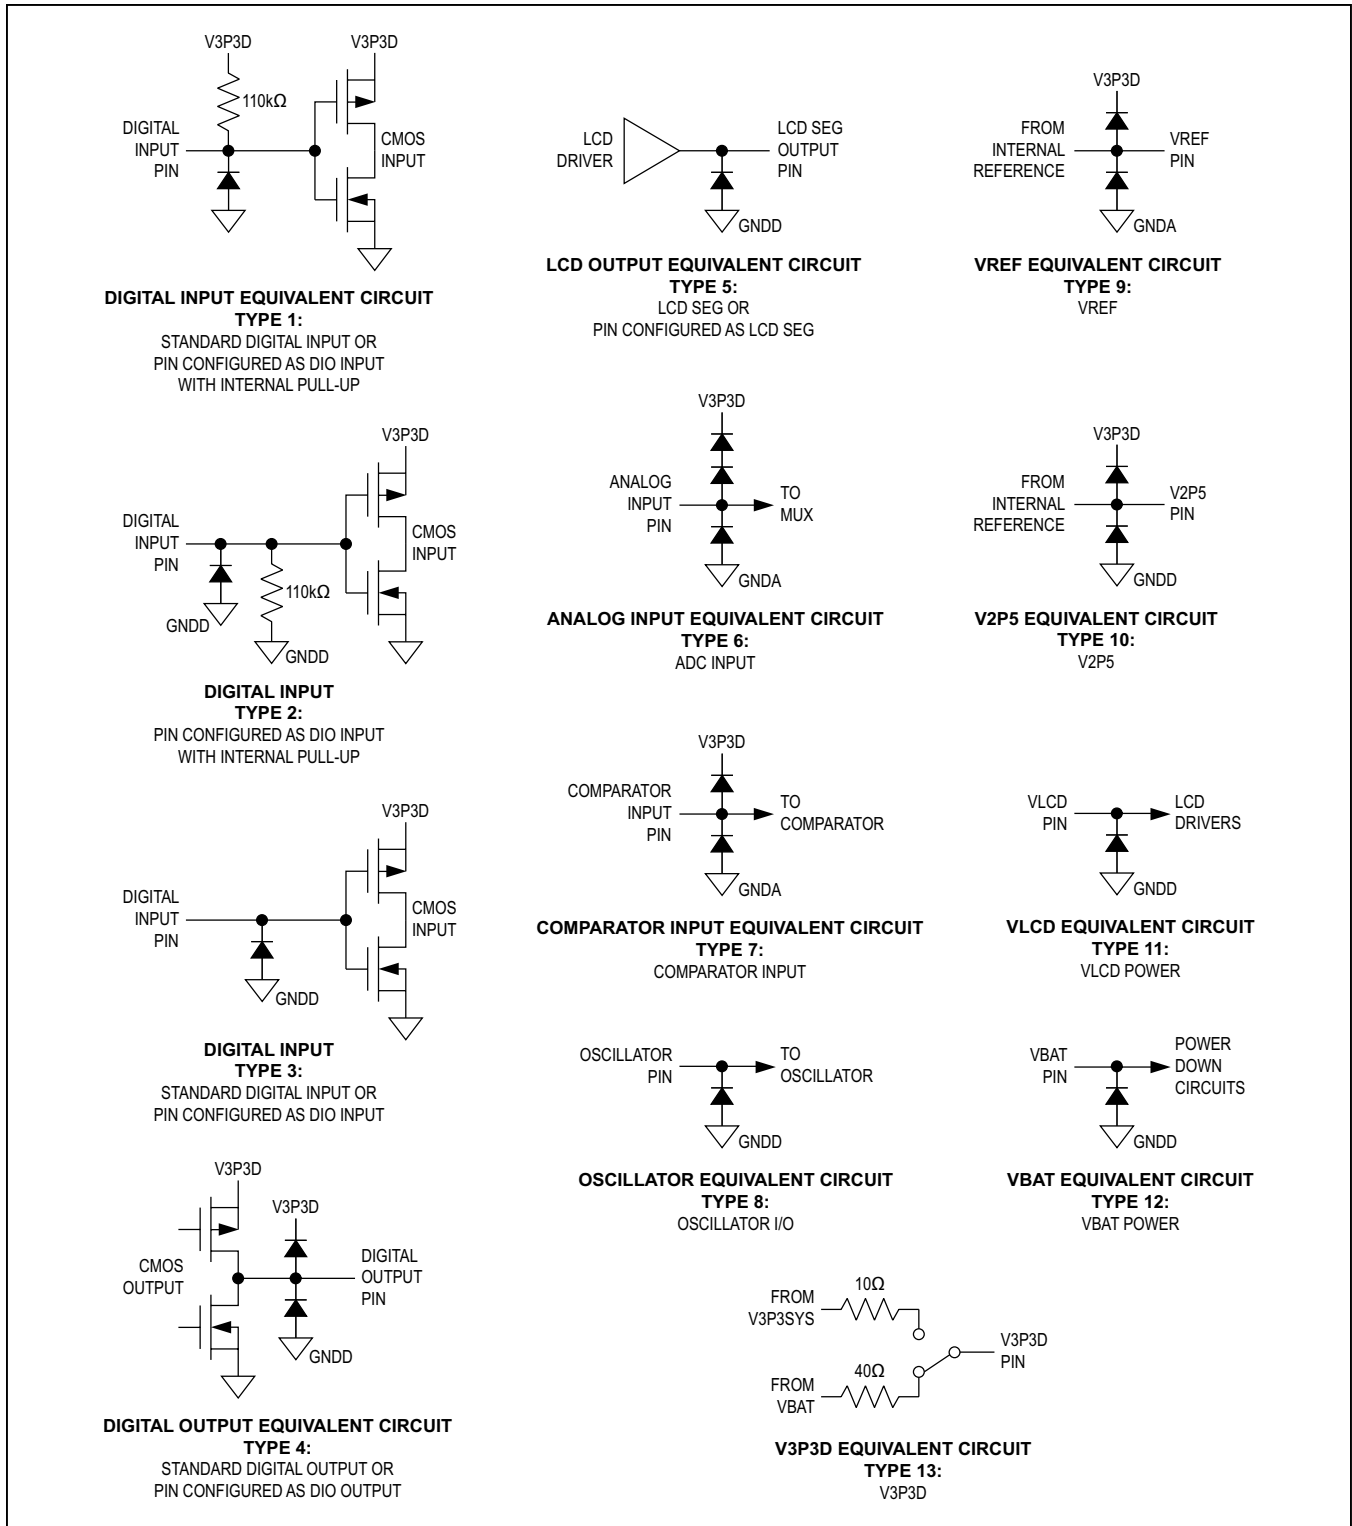 V3P3D
110kΩ
DIGITAL
INPUT
PIN
V3P3D
CMOS
INPUT
DIGITAL INPUT EQUIVALENT CIRCUIT
TYPE 1:
STANDARD DIGITAL INPUT OR
PIN CONFIGURED AS DIO INPUT
WITH INTERNAL PULL-UP
V3P3D
DIGITAL
INPUT
PIN
CMOS
INPUT
110kΩ
GNDD
GNDD
DIGITAL INPUT
TYPE 2:
PIN CONFIGURED AS DIO INPUT
WITH INTERNAL PULL-UP
V3P3D
DIGITAL
INPUT
PIN
CMOS
INPUT
GNDD
DIGITAL INPUT
TYPE 3:
STANDARD DIGITAL INPUT OR
PIN CONFIGURED AS DIO INPUT
V3P3D
V3P3D
CMOS
OUTPUT
DIGITAL
OUTPUT
PIN
GNDD
DIGITAL OUTPUT EQUIVALENT CIRCUIT
TYPE 4:
STANDARD DIGITAL OUTPUT OR
PIN CONFIGURED AS DIO OUTPUT
LCD
DRIVER
LCD SEG
OUTPUT
PIN
GNDD
LCD OUTPUT EQUIVALENT CIRCUIT
TYPE 5:
LCD SEG OR
PIN CONFIGURED AS LCD SEG
V3P3D
ANALOG
INPUT
PIN
TO
MUX
GNDA
ANALOG INPUT EQUIVALENT CIRCUIT
TYPE 6:
ADC INPUT
V3P3D
COMPARATOR
INPUT
PIN
TO
COMPARATOR
GNDA
COMPARATOR INPUT EQUIVALENT CIRCUIT
TYPE 7:
COMPARATOR INPUT
OSCILLATOR
PIN
TO
OSCILLATOR
GNDD
OSCILLATOR EQUIVALENT CIRCUIT
TYPE 8:
OSCILLATOR I/O
V3P3D
FROM
INTERNAL
REFERENCE
VREF
PIN
GNDA
VREF EQUIVALENT CIRCUIT
TYPE 9:
VREF
V3P3D
FROM
INTERNAL
REFERENCE
V2P5
PIN
GNDD
V2P5 EQUIVALENT CIRCUIT
TYPE 10:
V2P5
VLCD
PIN
LCD
DRIVERS
GNDD
VLCD EQUIVALENT CIRCUIT
TYPE 11:
VLCD POWER
VBAT
PIN
POWER
DOWN
CIRCUITS
GNDD
VBAT EQUIVALENT CIRCUIT
TYPE 12:
VBAT POWER
FROM
V3P3SYS
10Ω
V3P3D
PIN
FROM
VBAT
40Ω
V3P3D EQUIVALENT CIRCUIT
TYPE 13:
V3P3D